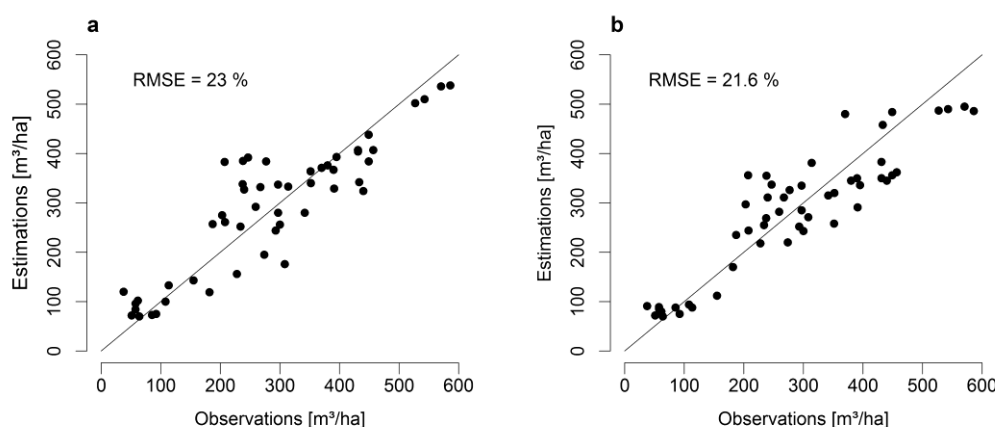 a
RMSE = 23 %
Estimations [m³/ha]
600
500
400
300
200
100
0
0 100 200 300 400 500 600
Observations [m³/ha]
b
RMSE = 21.6 %
Estimations [m³/ha]
600
500
400
300
200
100
0
0 100 200 300 400 500 600
Observations [m³/ha]